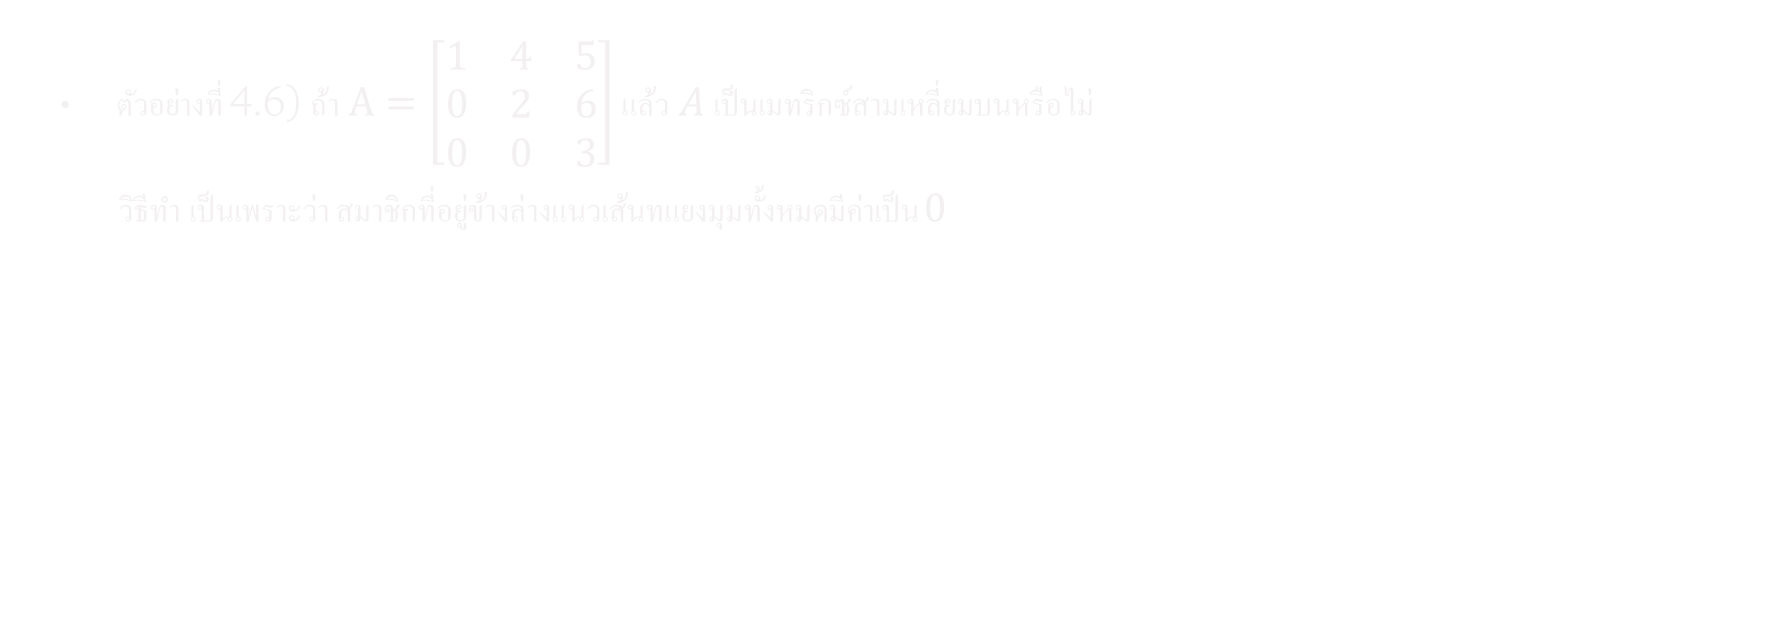 • ตัวอย่างที่ 4.6) ถ้า A = [1 4 5; 0 2 6; 0 0 3] แล้ว A เป็นเมทริกซ์สามเหลี่ยมบนหรือไม่
วิธีทำ เป็นเพราะว่า สมาชิกที่อยู่ข้างล่างแนวเส้นทแยงมุมทั้งหมดมีค่าเป็น 0